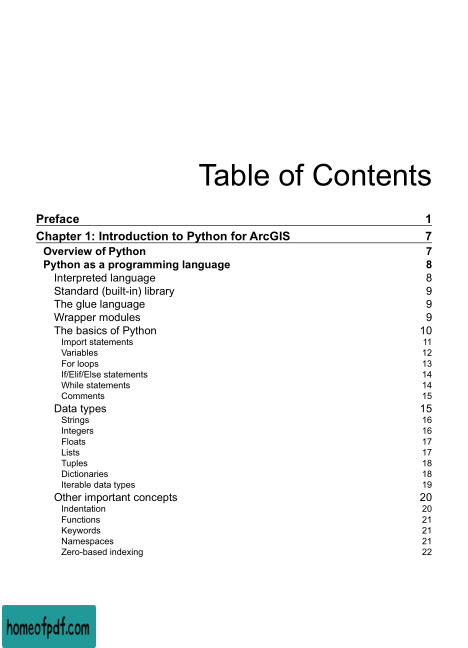 Table of Contents
Preface 1
Chapter 1: Introduction to Python for ArcGIS 7
Overview of Python 7
Python as a programming language 8
Interpreted language 8
Standard (built-in) library 9
The glue language 9
Wrapper modules 9
The basics of Python 10
Import statements 11
Variables 12
For loops 13
If/Elif/Else statements 14
While statements 14
Comments 15
Data types 15
Strings 16
Integers 16
Floats 17
Lists 17
Tuples 18
Dictionaries 18
Iterable data types 19
Other important concepts 20
Indentation 20
Functions 21
Keywords 21
Namespaces 21
Zero-based indexing 22
homeofpdf.com